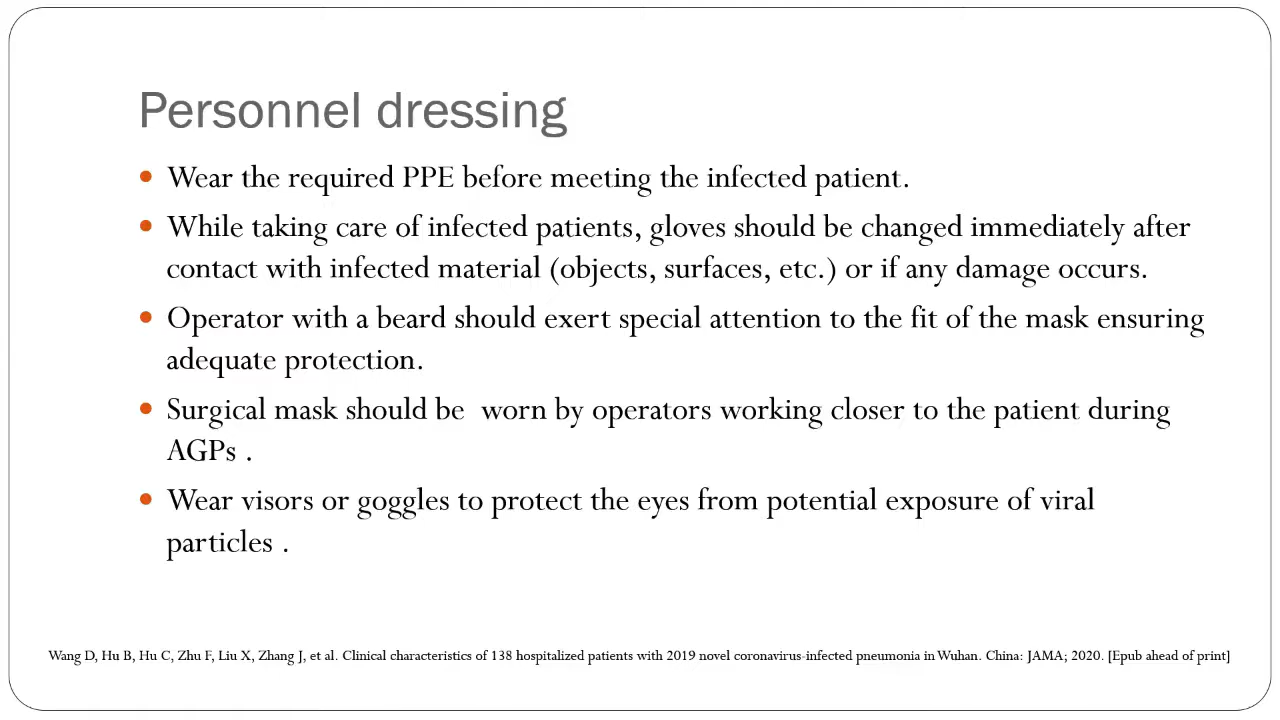 Personnel dressing
• Wear the required PPE before meeting the infected patient.
• While taking care of infected patients, gloves should be changed immediately after
contact with infected material (objects, surfaces, etc.) or if any damage occurs.
• Operator with a beard should exert special attention to the fit of the mask ensuring
adequate protection.
• Surgical mask should be  worn by operators working closer to the patient during
AGPs .
• Wear visors or goggles to protect the eyes from potential exposure of viral
particles .
Wang D, Hu B, Hu C, Zhu F, Liu X, Zhang J, et al. Clinical characteristics of 138 hospitalized patients with 2019 novel coronavirus-infected pneumonia in Wuhan. China: JAMA; 2020. [Epub ahead of print]